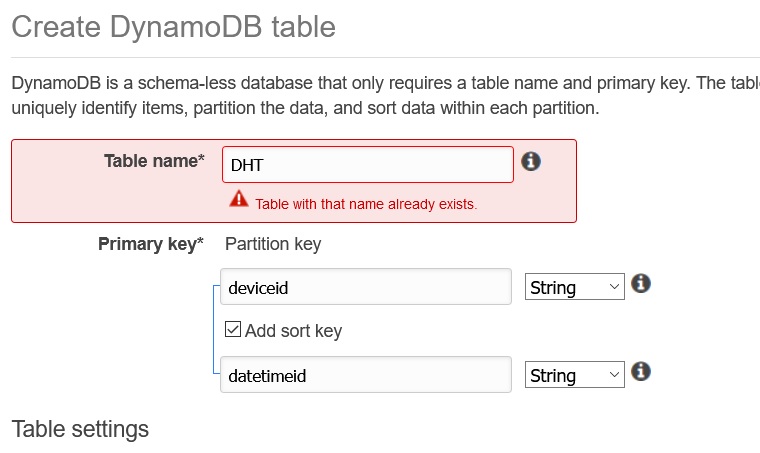 Create DynamoDB table
DynamoDB is a schema-less database that only requires a table name and primary key. The
uniquely identify items, partition the data, and sort data within each partition.
Table name* DHT
Table with that name already exists.
Primary key* Partition key
deviceid String
Add sort key
datetimeid String
Table settings